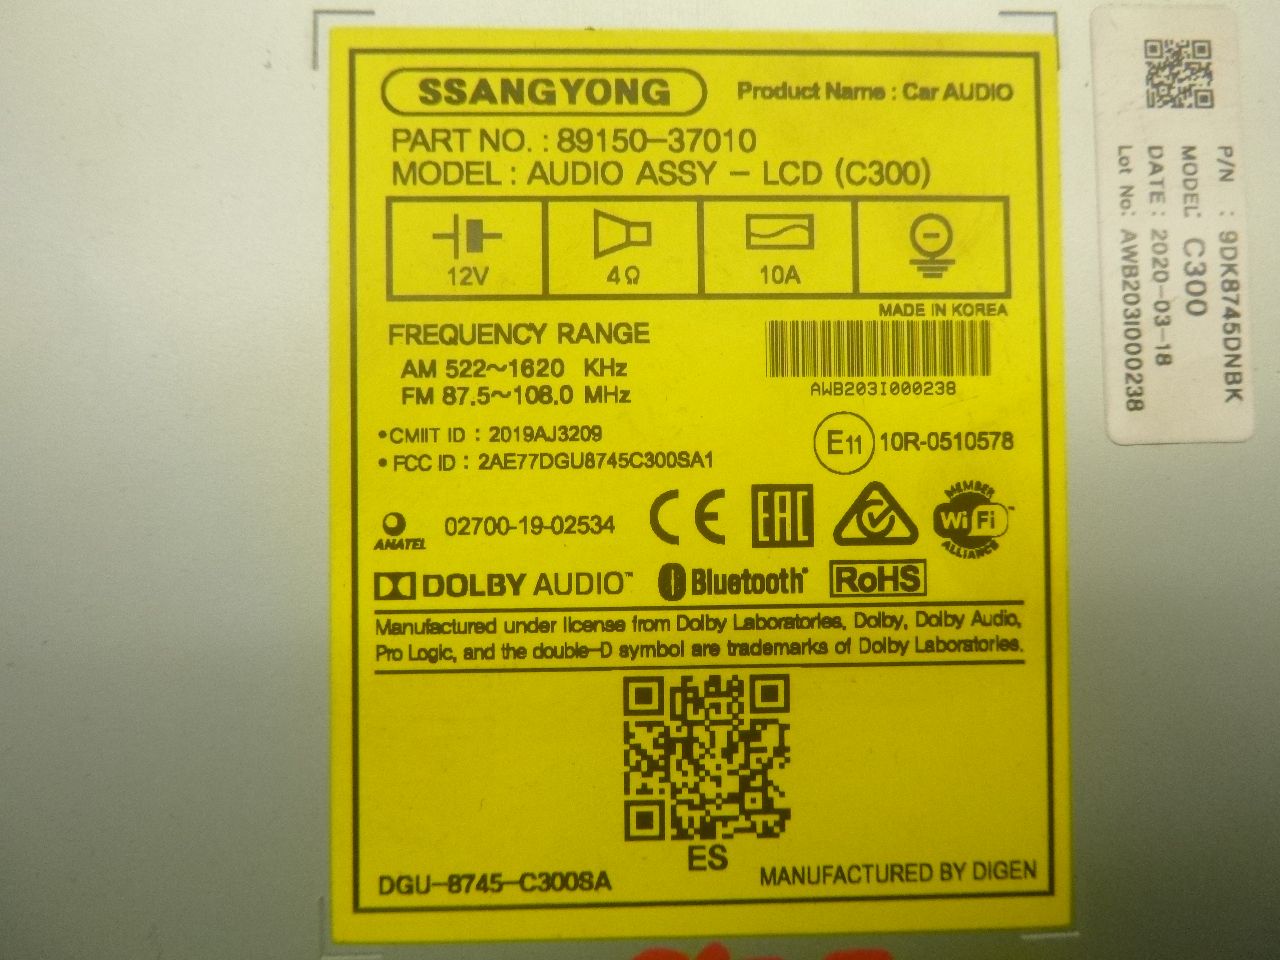 SSANGYONG
Product Name : Car AUDIO
PART NO. : 89150-37010
MODEL : AUDIO ASSY - LCD (C300)
12V
4Ω
10A
MADE IN KOREA
FREQUENCY RANGE
AM 522~1620 KHz
FM 87.5~108.0 MHz
AWB203I000238
•CMIIT ID : 2019AJ3209
• FCC ID : 2AE77DGU8745C300SA1
E11 10R-0510578
ANATEL
02700-19-02534
CE
EAC
MEMBER
WiFi™
ALLIANCE
DOLBY AUDIO™
Bluetooth®
RoHS
Manufactured under license from Dolby Laboratories, Dolby, Dolby Audio,
Pro Logic, and the double-D symbol are trademarks of Dolby Laboratories.
ES
DGU-8745-C300SA
MANUFACTURED BY DIGEN
P/N : 9DK8745DNBK
MODEL: C300
DATE : 2020-03-18
Lot No: AWB203I000238